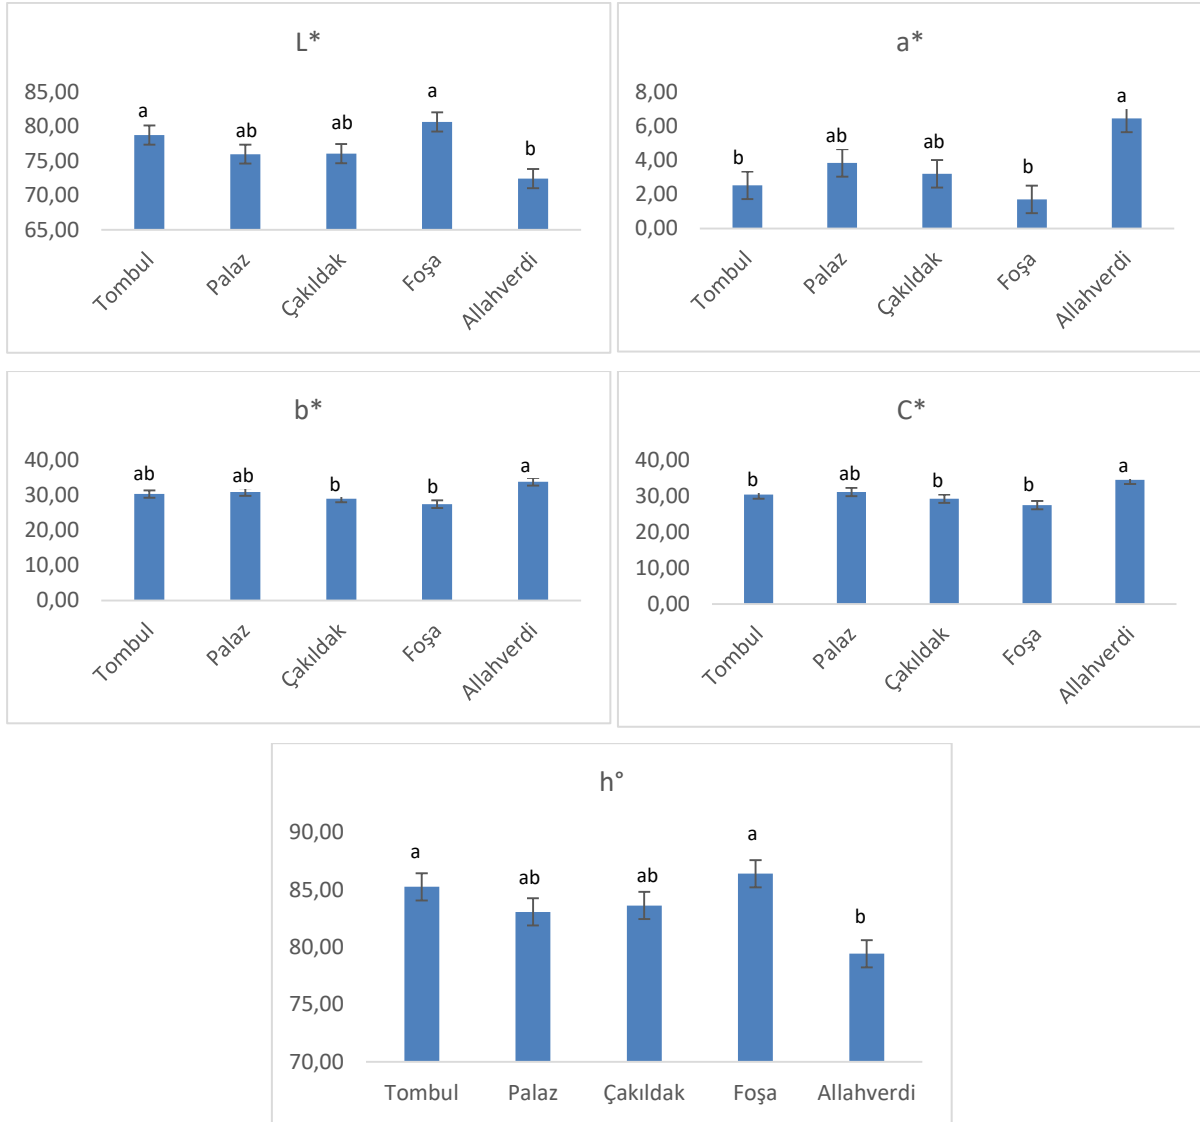 L*
85,00
80,00
75,00
70,00
65,00
a
ab
ab
a
b
Tombul
Palaz
Çakıldak
Foşa
Allahverdi
a*
8,00
6,00
4,00
2,00
0,00
b
ab
ab
b
a
Tombul
Palaz
Çakıldak
Foşa
Allahverdi
b*
40,00
30,00
20,00
10,00
0,00
ab
ab
b
b
a
Tombul
Palaz
Çakıldak
Foşa
Allahverdi
C*
40,00
30,00
20,00
10,00
0,00
b
ab
b
b
a
Tombul
Palaz
Çakıldak
Foşa
Allahverdi
h°
90,00
85,00
80,00
75,00
70,00
a
ab
ab
a
b
Tombul Palaz Çakıldak Foşa Allahverdi